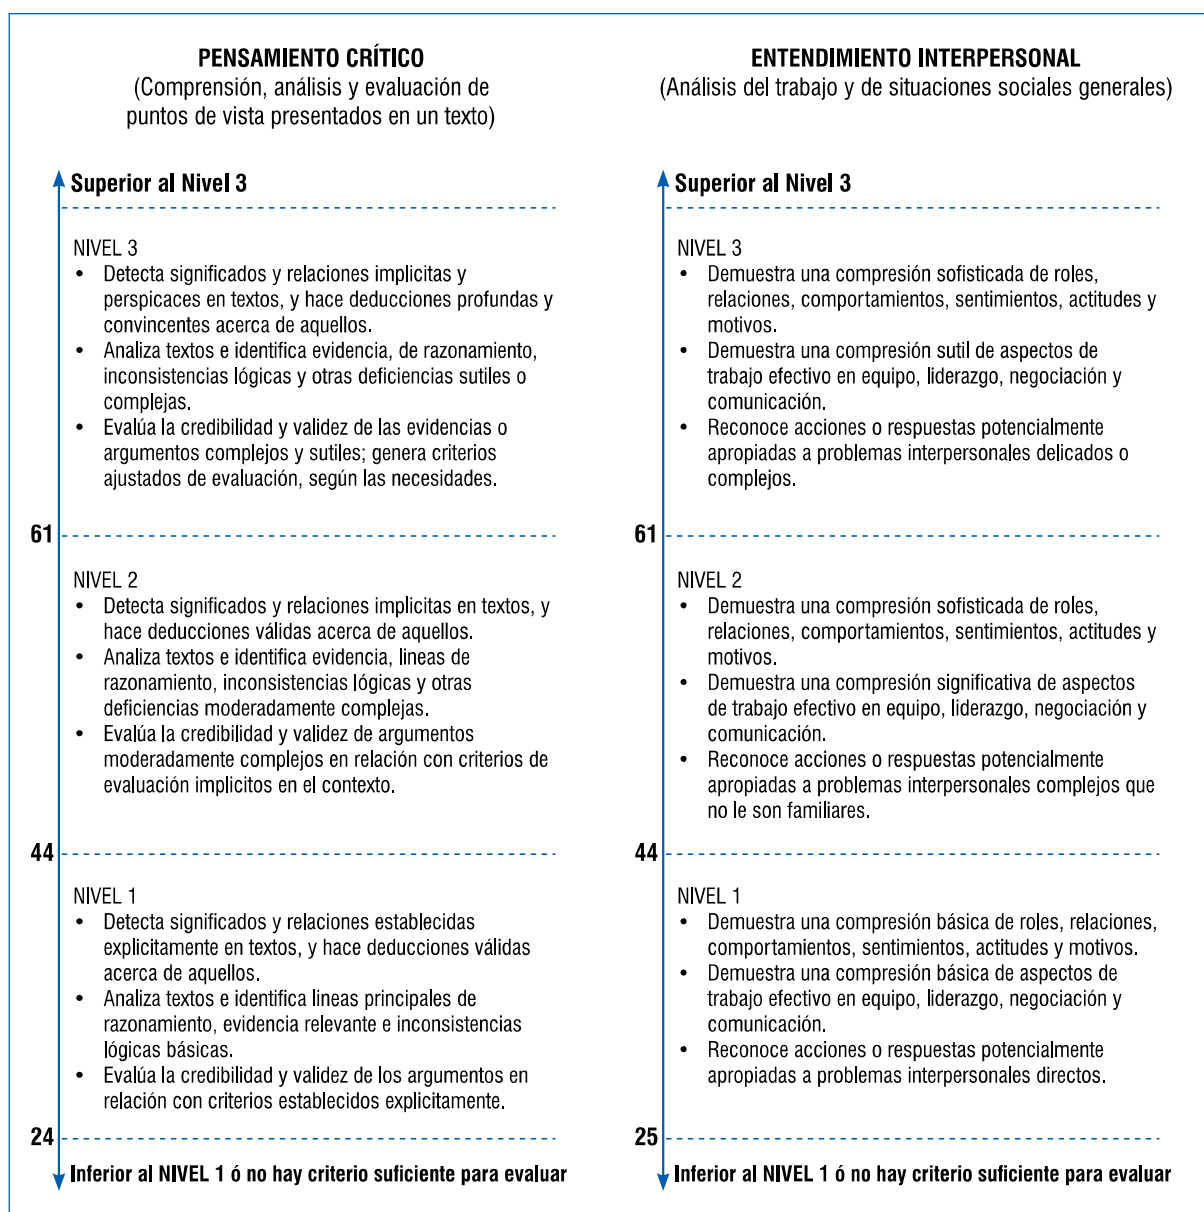 PENSAMIENTO CRÍTICO
(Comprensión, análisis y evaluación de
puntos de vista presentados en un texto)
Superior al Nivel 3
NIVEL 3
• Detecta significados y relaciones implicitas y
perspicaces en textos, y hace deducciones profundas y
convincentes acerca de aquellos.
• Analiza textos e identifica evidencia, de razonamiento,
inconsistencias lógicas y otras deficiencias sutiles o
complejas.
• Evalúa la credibilidad y validez de las evidencias o
argumentos complejos y sutiles; genera criterios
ajustados de evaluación, según las necesidades.
61
NIVEL 2
• Detecta significados y relaciones implicitas en textos, y
hace deducciones válidas acerca de aquellos.
• Analiza textos e identifica evidencia, lineas de
razonamiento, inconsistencias lógicas y otras
deficiencias moderadamente complejas.
• Evalúa la credibilidad y validez de argumentos
moderadamente complejos en relación con criterios de
evaluación implicitos en el contexto.
44
NIVEL 1
• Detecta significados y relaciones establecidas
explicitamente en textos, y hace deducciones válidas
acerca de aquellos.
• Analiza textos e identifica lineas principales de
razonamiento, evidencia relevante e inconsistencias
lógicas básicas.
• Evalúa la credibilidad y validez de los argumentos en
relación con criterios establecidos explicitamente.
24
Inferior al NIVEL 1 ó no hay criterio suficiente para evaluar
ENTENDIMIENTO INTERPERSONAL
(Análisis del trabajo y de situaciones sociales generales)
Superior al Nivel 3
NIVEL 3
• Demuestra una compresión sofisticada de roles,
relaciones, comportamientos, sentimientos, actitudes y
motivos.
• Demuestra una compresión sutil de aspectos de
trabajo efectivo en equipo, liderazgo, negociación y
comunicación.
• Reconoce acciones o respuestas potencialmente
apropiadas a problemas interpersonales delicados o
complejos.
61
NIVEL 2
• Demuestra una compresión sofisticada de roles,
relaciones, comportamientos, sentimientos, actitudes y
motivos.
• Demuestra una compresión significativa de aspectos
de trabajo efectivo en equipo, liderazgo, negociación y
comunicación.
• Reconoce acciones o respuestas potencialmente
apropiadas a problemas interpersonales complejos que
no le son familiares.
44
NIVEL 1
• Demuestra una compresión básica de roles, relaciones,
comportamientos, sentimientos, actitudes y motivos.
• Demuestra una compresión básica de aspectos de
trabajo efectivo en equipo, liderazgo, negociación y
comunicación.
• Reconoce acciones o respuestas potencialmente
apropiadas a problemas interpersonales directos.
25
Inferior al NIVEL 1 ó no hay criterio suficiente para evaluar